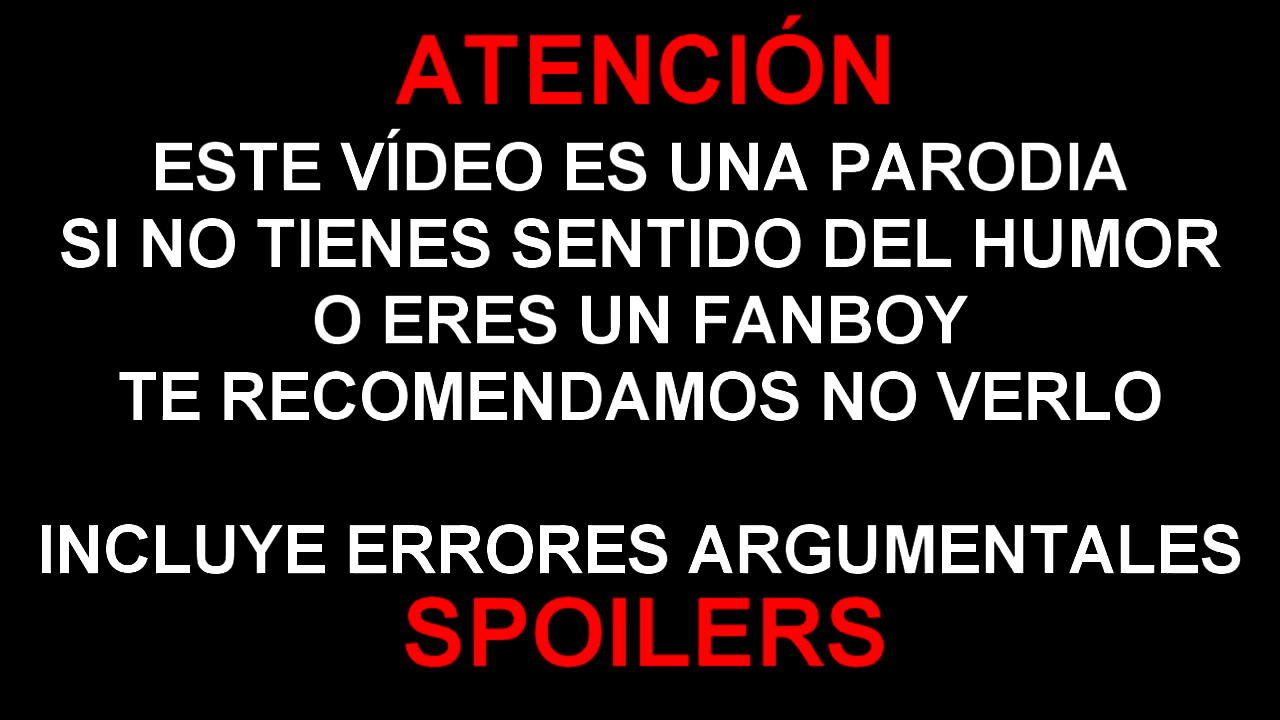 ATENCIÓN
ESTE VÍDEO ES UNA PARODIA
SI NO TIENES SENTIDO DEL HUMOR
O ERES UN FANBOY
TE RECOMENDAMOS NO VERLO
INCLUYE ERRORES ARGUMENTALES
SPOILERS